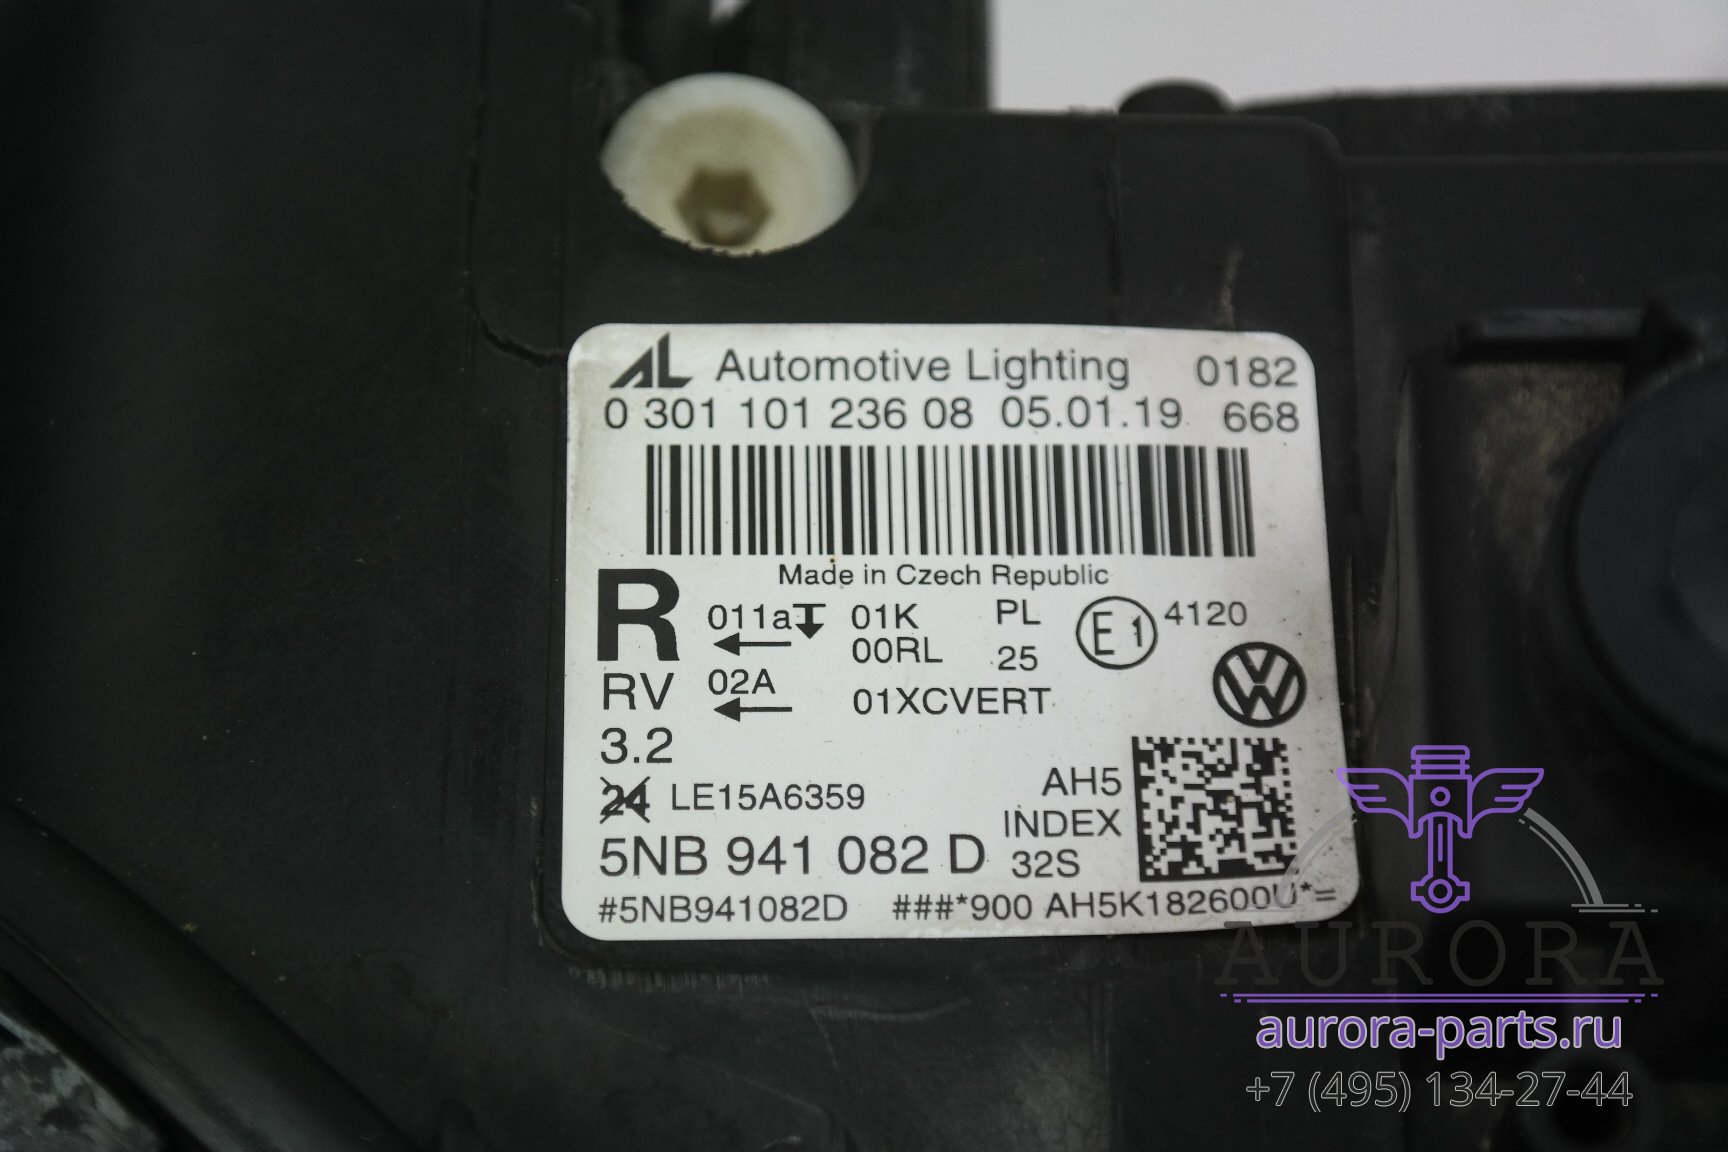 AL Automotive Lighting 0182
0 301 101 236 08 05.01.19 668
Made in Czech Republic
R 011a 01K PL E1 4120
00RL 25
RV 02A 01XCVERT
3.2
24 LE15A6359 AH5
INDEX
5NB 941 082 D 32S
#5NB941082D ###*900 AH5K182600U*=
AURORA
aurora-parts.ru
+7 (495) 134-27-44